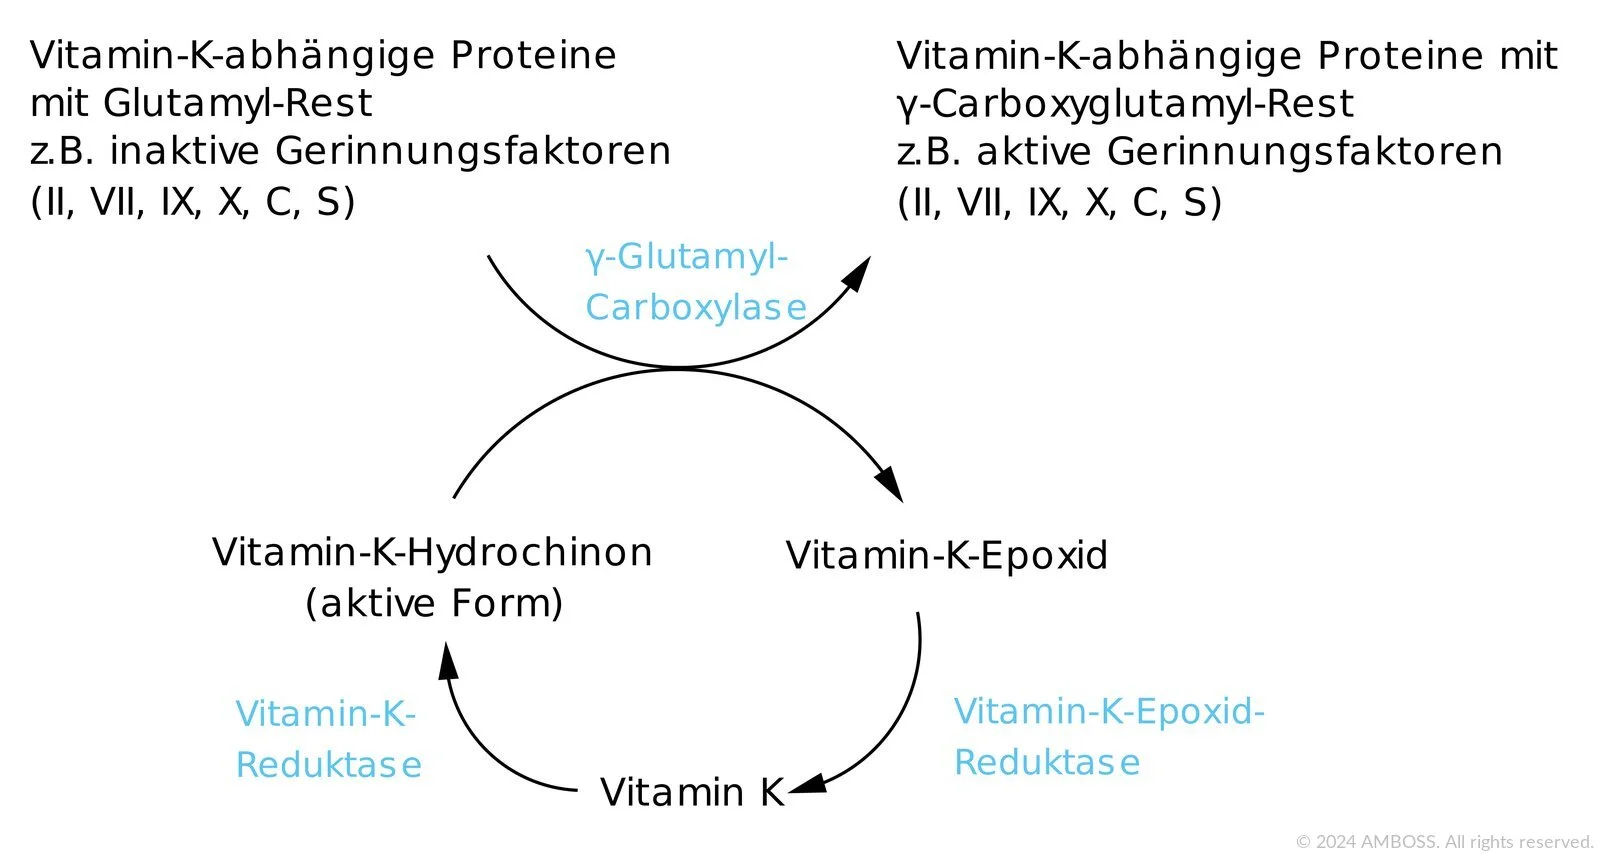 Vitamin-K-abhängige Proteine
mit Glutamyl-Rest
z.B. inaktive Gerinnungsfaktoren
(II, VII, IX, X, C, S)
Vitamin-K-abhängige Proteine mit
γ-Carboxyglutamyl-Rest
z.B. aktive Gerinnungsfaktoren
(II, VII, IX, X, C, S)
γ-Glutamyl-
Carboxylase
Vitamin-K-Hydrochinon
(aktive Form)
Vitamin-K-Epoxid
Vitamin-K-
Reduktase
Vitamin-K-Epoxid-
Reduktase
Vitamin K
© 2024 AMBOSS. All rights reserved.